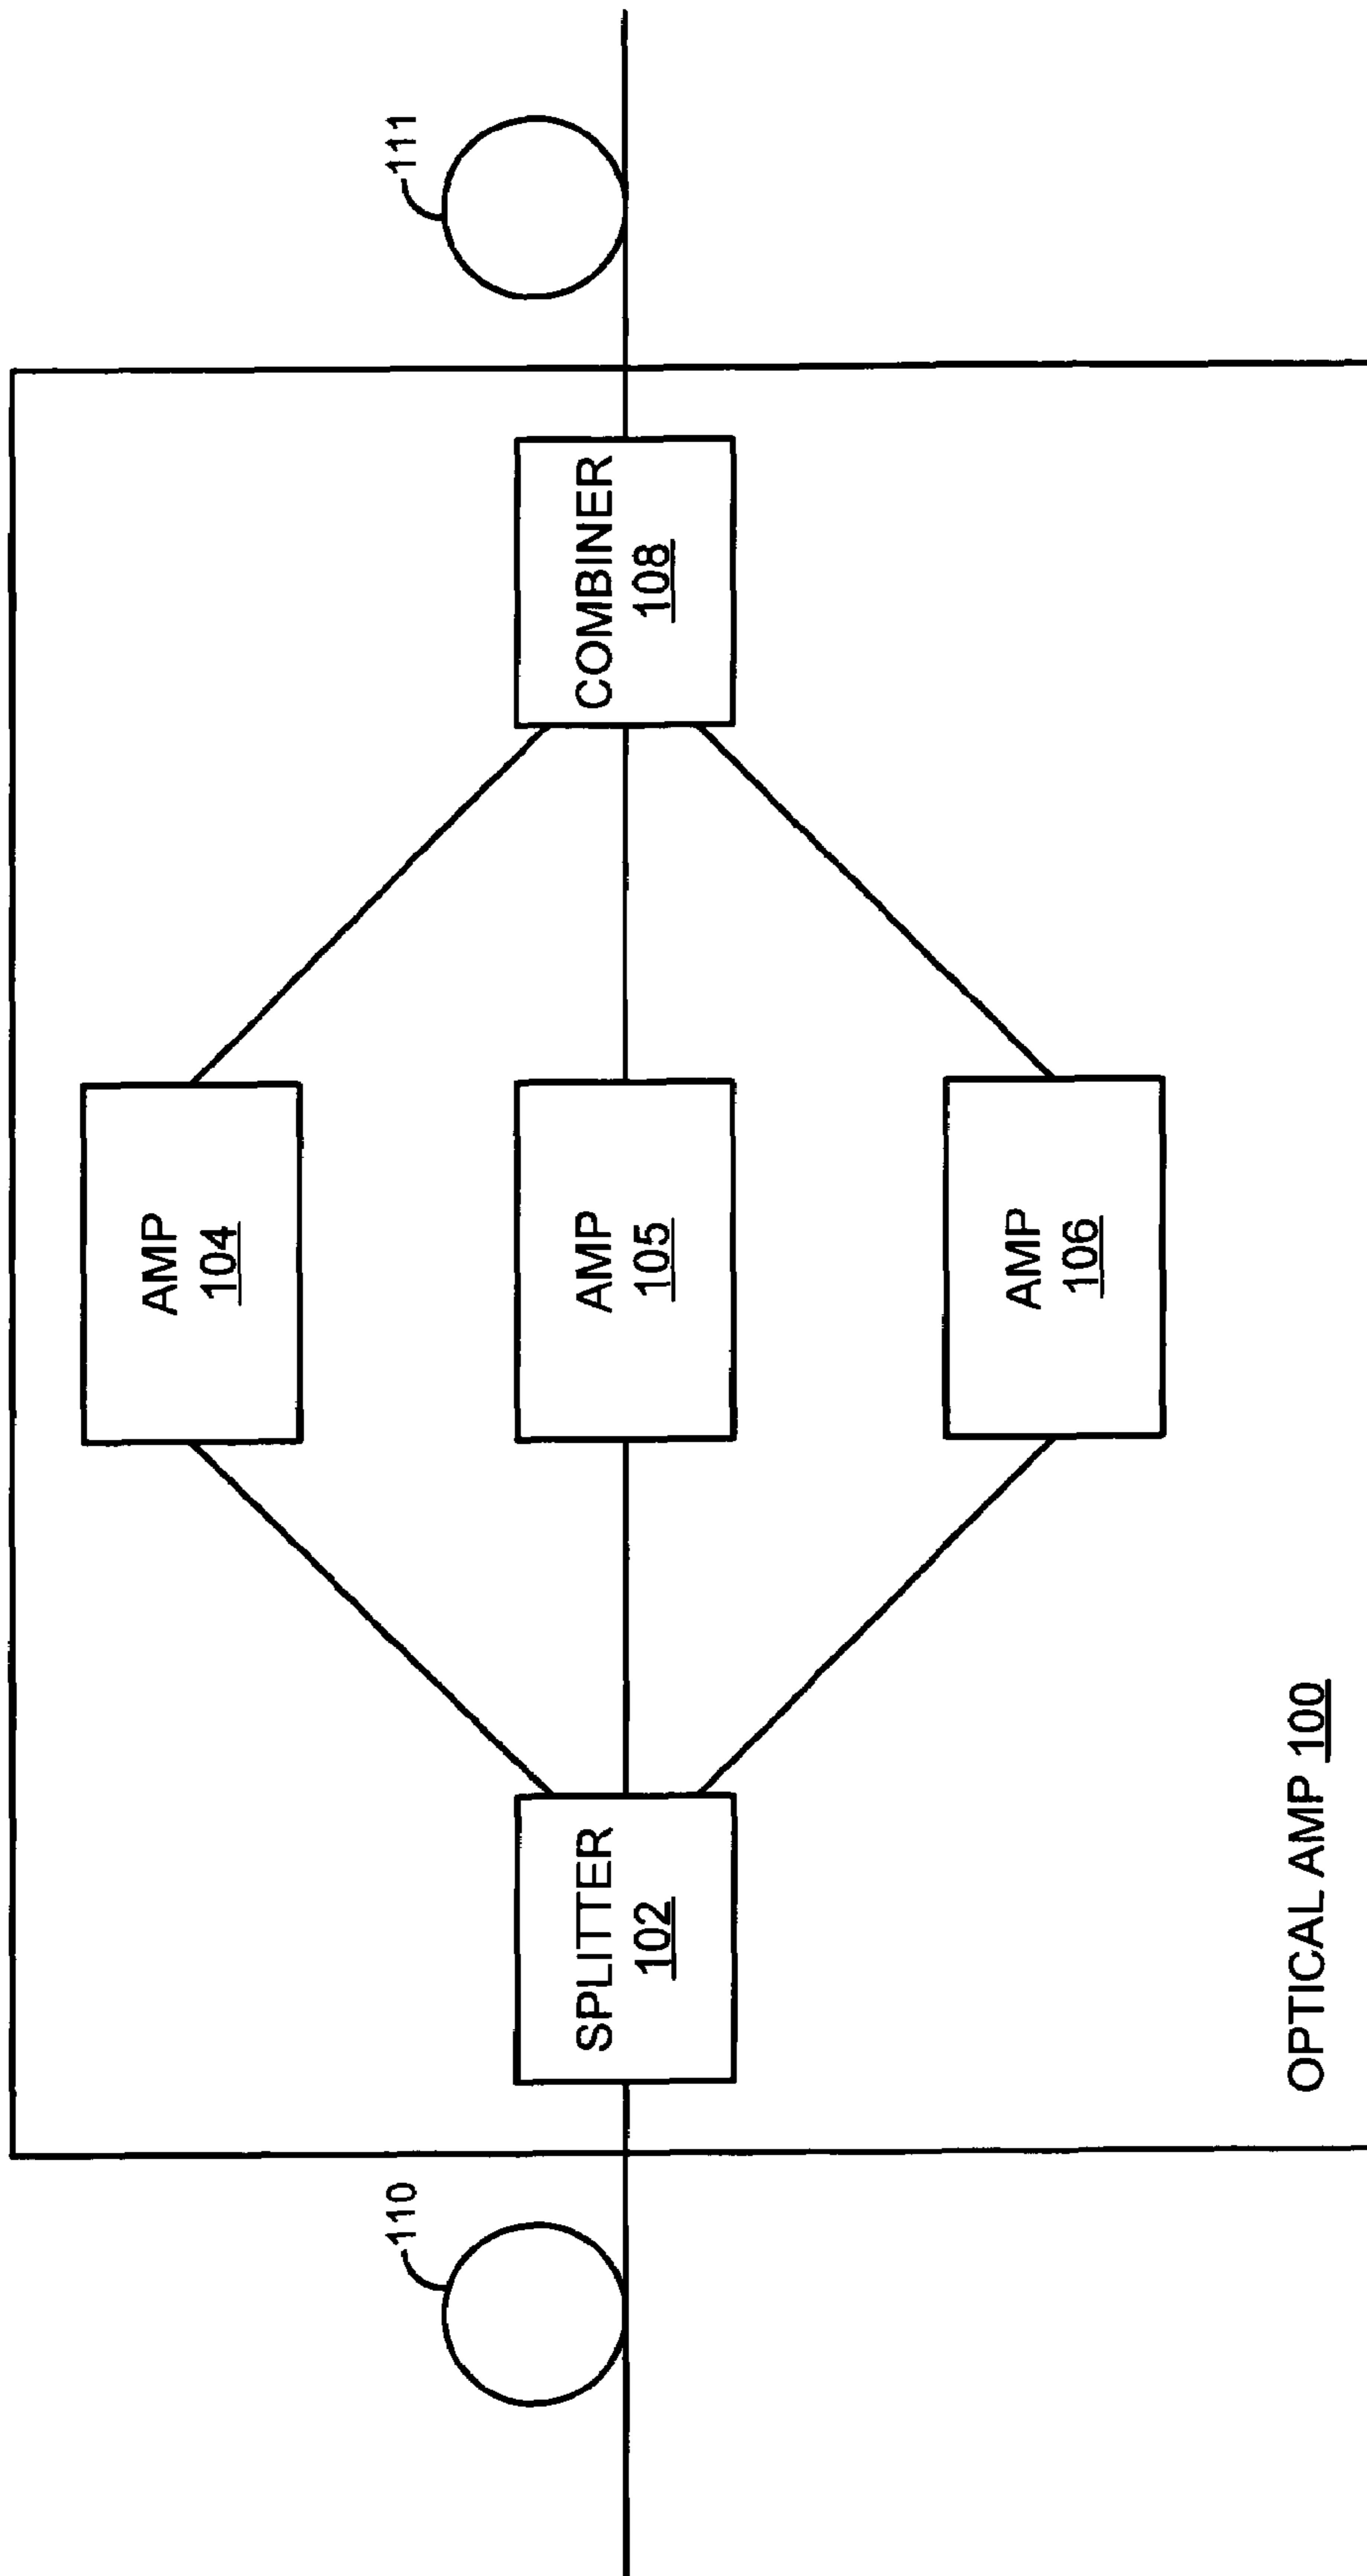 110
SPLITTER
102
AMP
104
AMP
105
AMP
106
COMBINER
108
111
OPTICAL AMP 100